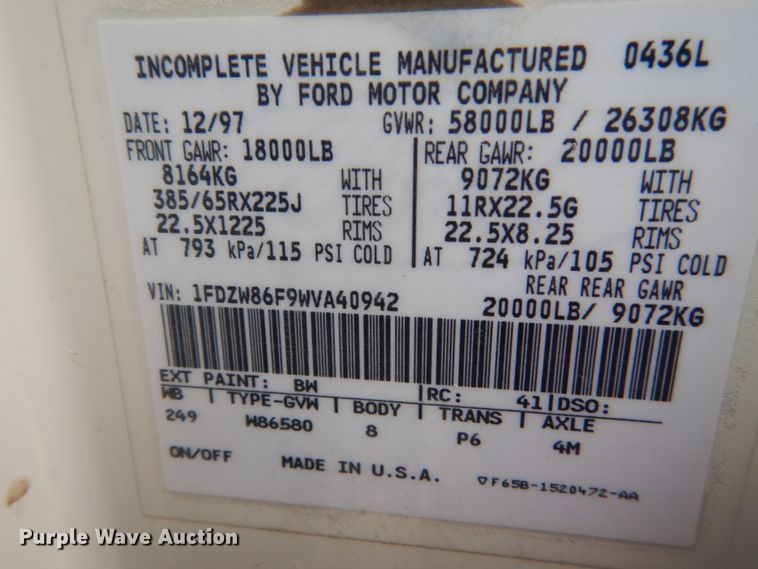 INCOMPLETE VEHICLE MANUFACTURED 0436L
BY FORD MOTOR COMPANY
DATE: 12/97 GVWR: 58000LB / 26308KG
FRONT GAWR: 18000LB REAR GAWR: 20000LB
8164KG WITH 9072KG WITH
385/65RX225J TIRES 11RX22.5G TIRES
22.5X1225 RIMS 22.5X8.25 RIMS
AT 793 kPa/115 PSI COLD AT 724 kPa/105 PSI COLD
REAR REAR GAWR
VIN: 1FDZW86F9WVA40942 20000LB/ 9072KG
EXT PAINT: BW RC: 41 DSO:
WB TYPE-GVW BODY TRANS AXLE
249 W86580 8 P6 4M
ON/OFF MADE IN U.S.A. ▽F65B-1520472-AA
Purple Wave Auction